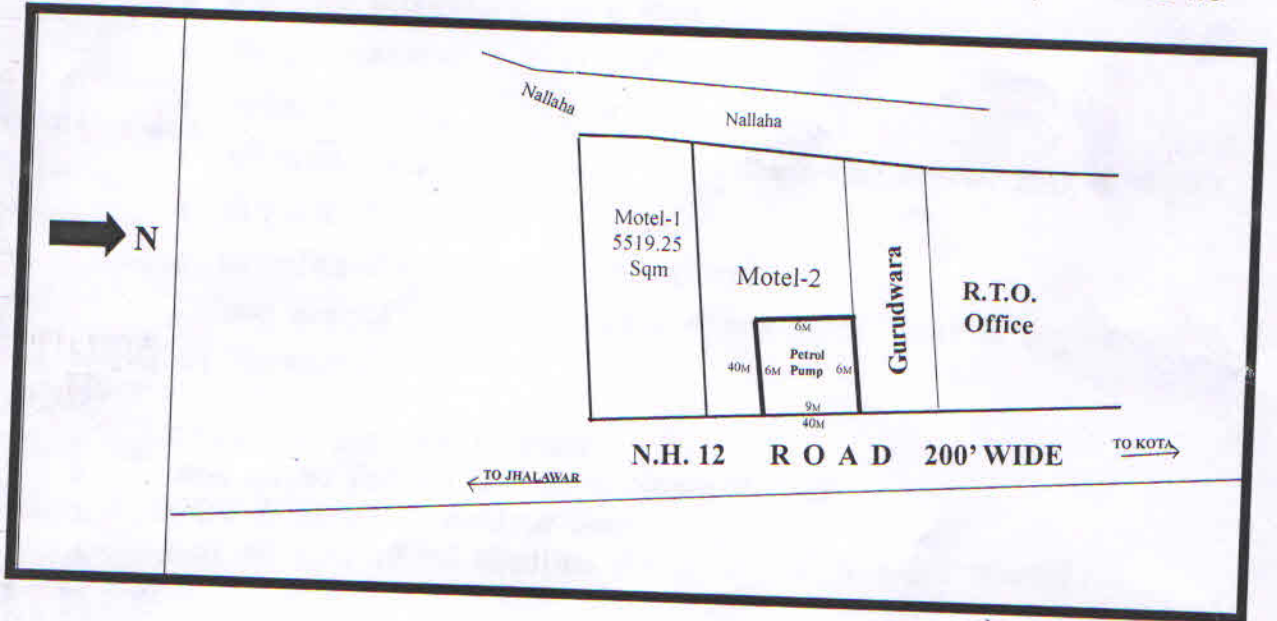 Nallaha
Nallaha
N
Motel-1
5519.25
Sqm
Motel-2
Gurudwara
R.T.O.
Office
6M
40M
6M
Petrol
Pump
6M
9M
40M
N.H. 12 R O A D 200' WIDE
TO KOTA
TO JHALAWAR